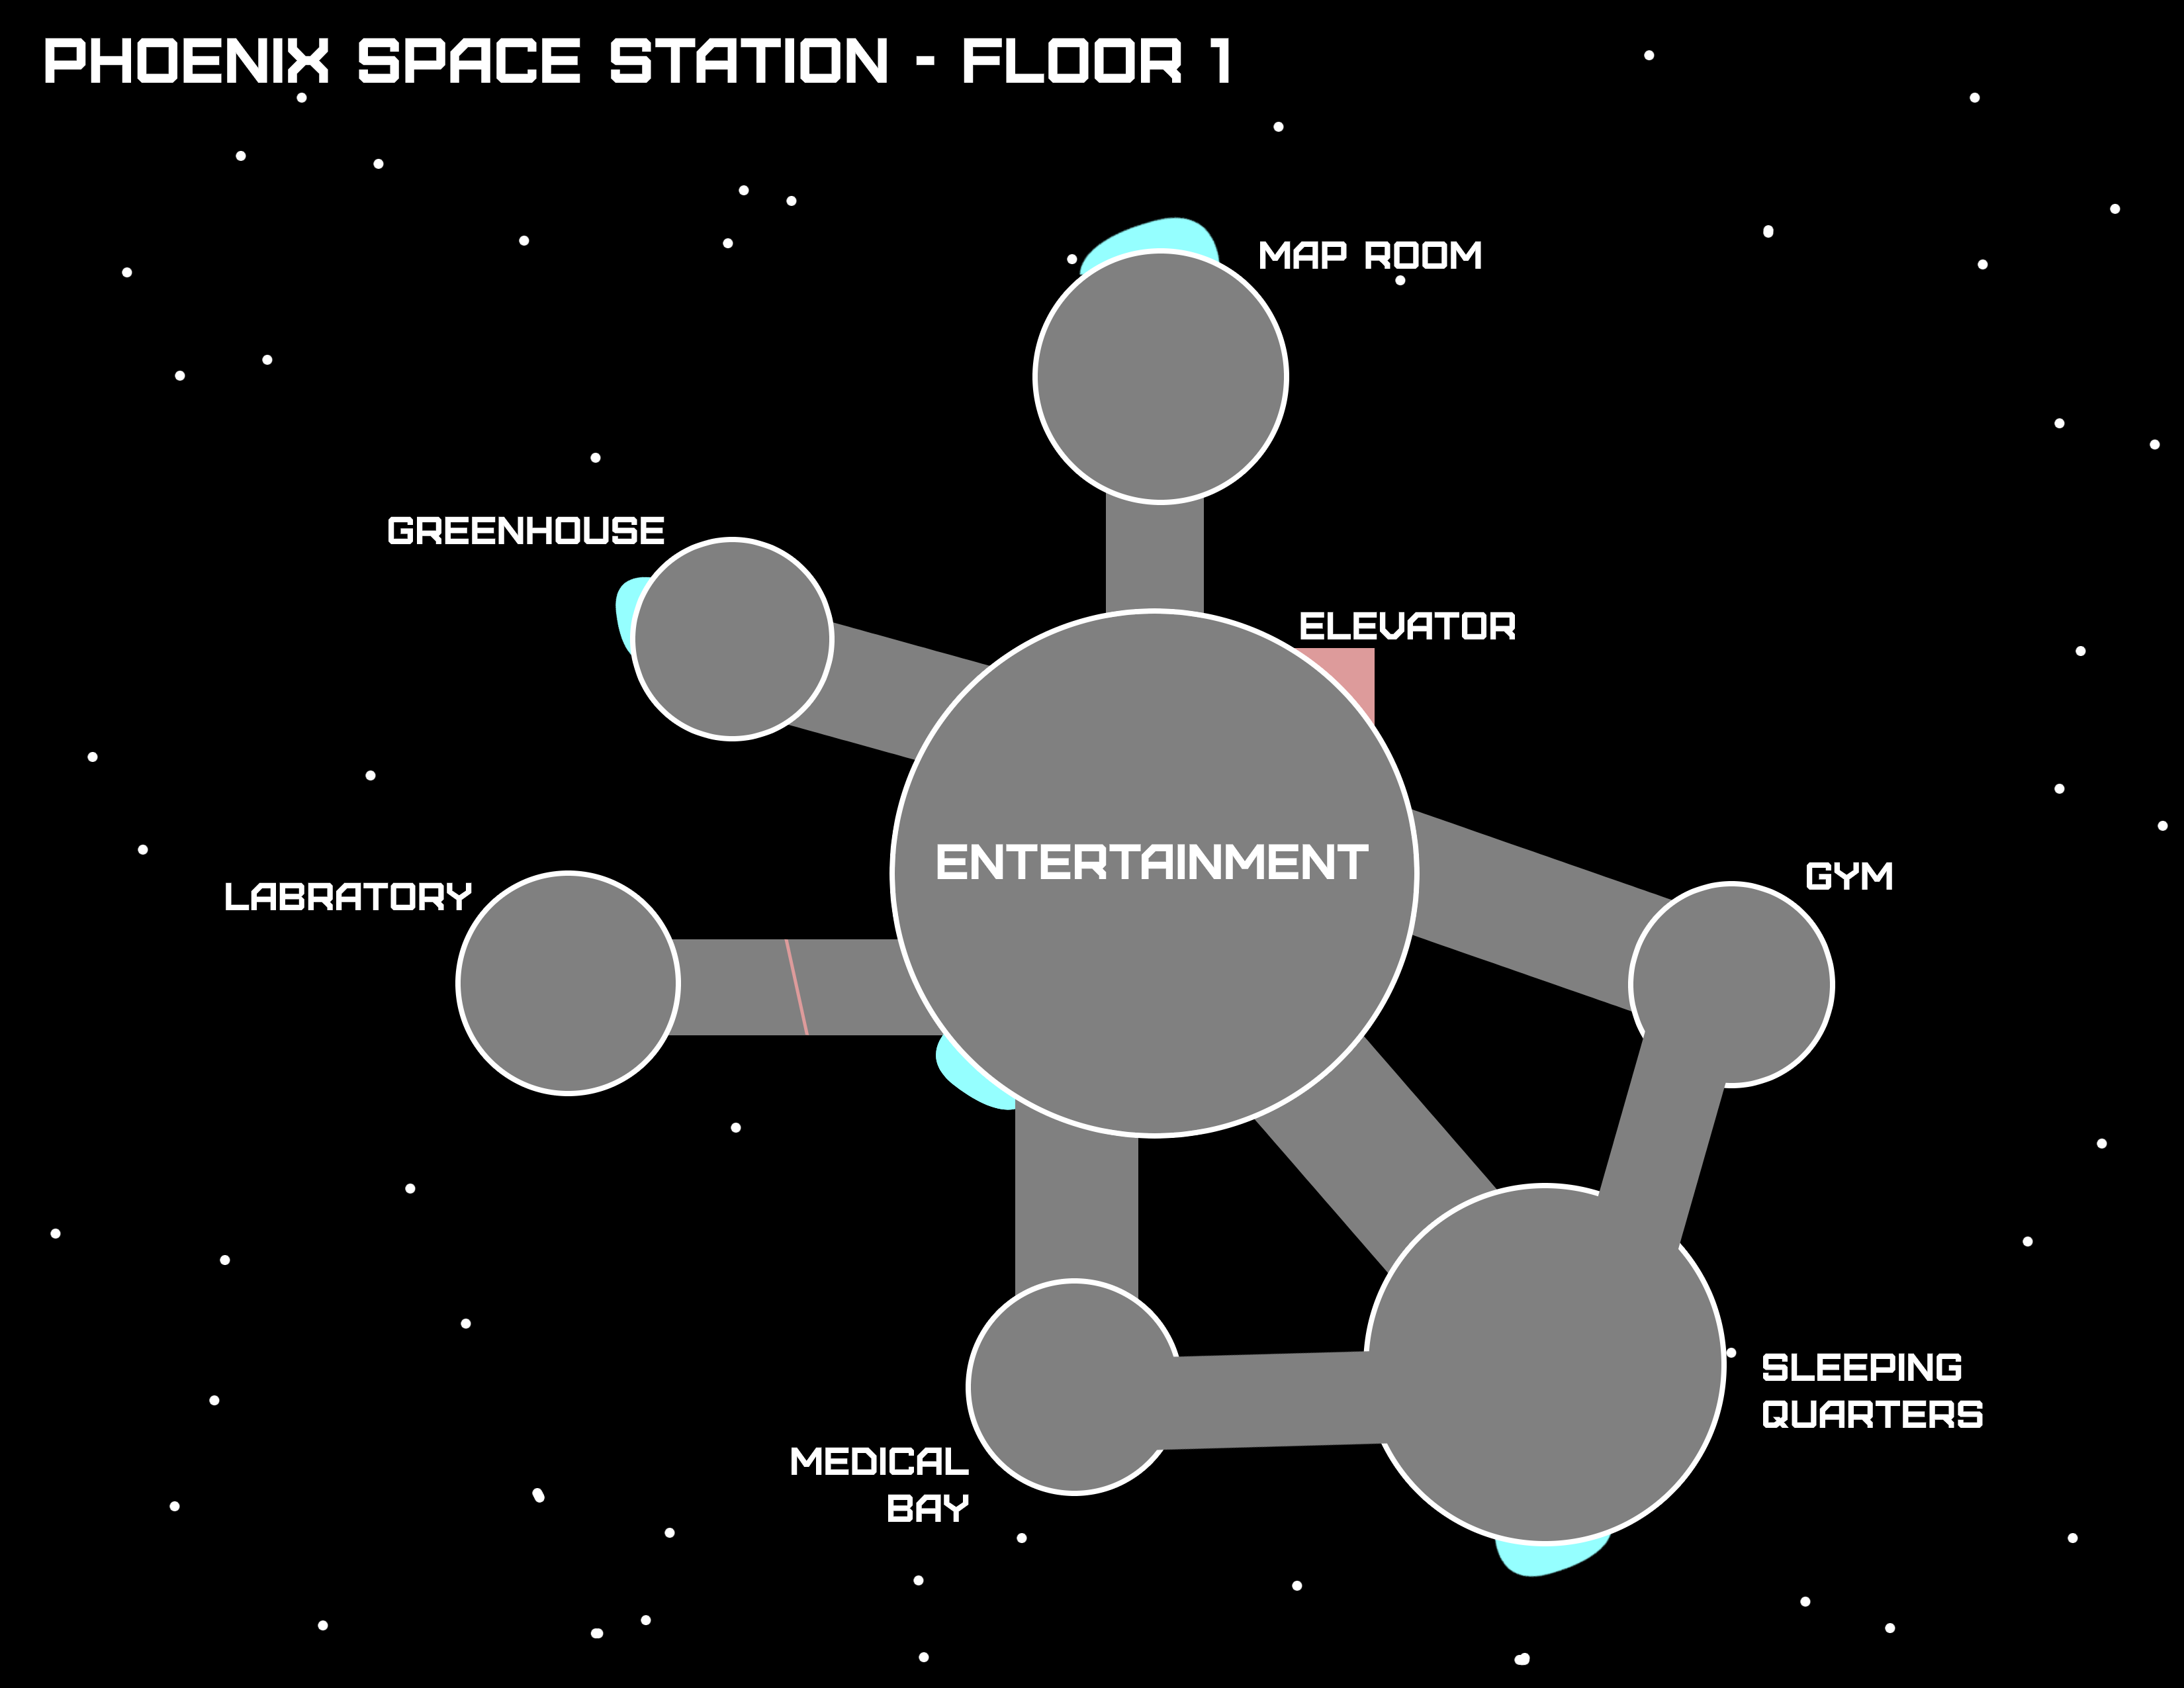 PHOENIX SPACE STATION - FLOOR 1
MAP ROOM
GREENHOUSE
ELEVATOR
ENTERTAINMENT
GYM
LABRATORY
SLEEPING
QUARTERS
MEDICAL
BAY